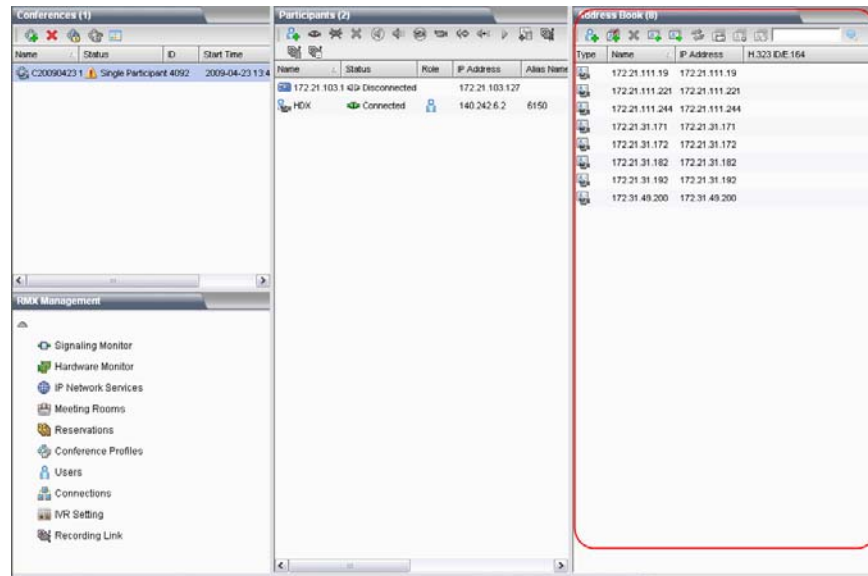 Conferences (1)
Name Status ID Start Time
C20090423 1 Single Participant 4092 2009-04-23 13:4
RMX Management
Signaling Monitor
Hardware Monitor
IP Network Services
Meeting Rooms
Reservations
Conference Profiles
Users
Connections
IVR Setting
Recording Link
Participants (2)
Name Status Role IP Address Alias Name
172.21.103.1 Disconnected 172.21.103.127
HDX Connected 140.242.6.2 6150
Address Book (8)
Type Name IP Address H.323 ID/E.164
172.21.111.19 172.21.111.19
172.21.111.221 172.21.111.221
172.21.111.244 172.21.111.244
172.21.31.171 172.21.31.171
172.21.31.172 172.21.31.172
172.21.31.182 172.21.31.182
172.21.31.192 172.21.31.192
172.31.49.200 172.31.49.200